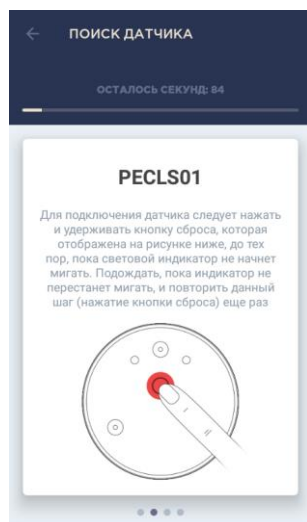 ПОИСК ДАТЧИКА
ОСТАЛОСЬ СЕКУНД: 84
PECLS01
Для подключения датчика следует нажать
и удерживать кнопку сброса, которая
отображена на рисунке ниже, до тех
пор, пока световой индикатор не начнет
мигать. Подождать, пока индикатор не
перестанет мигать, и повторить данный
шаг (нажатие кнопки сброса) еще раз